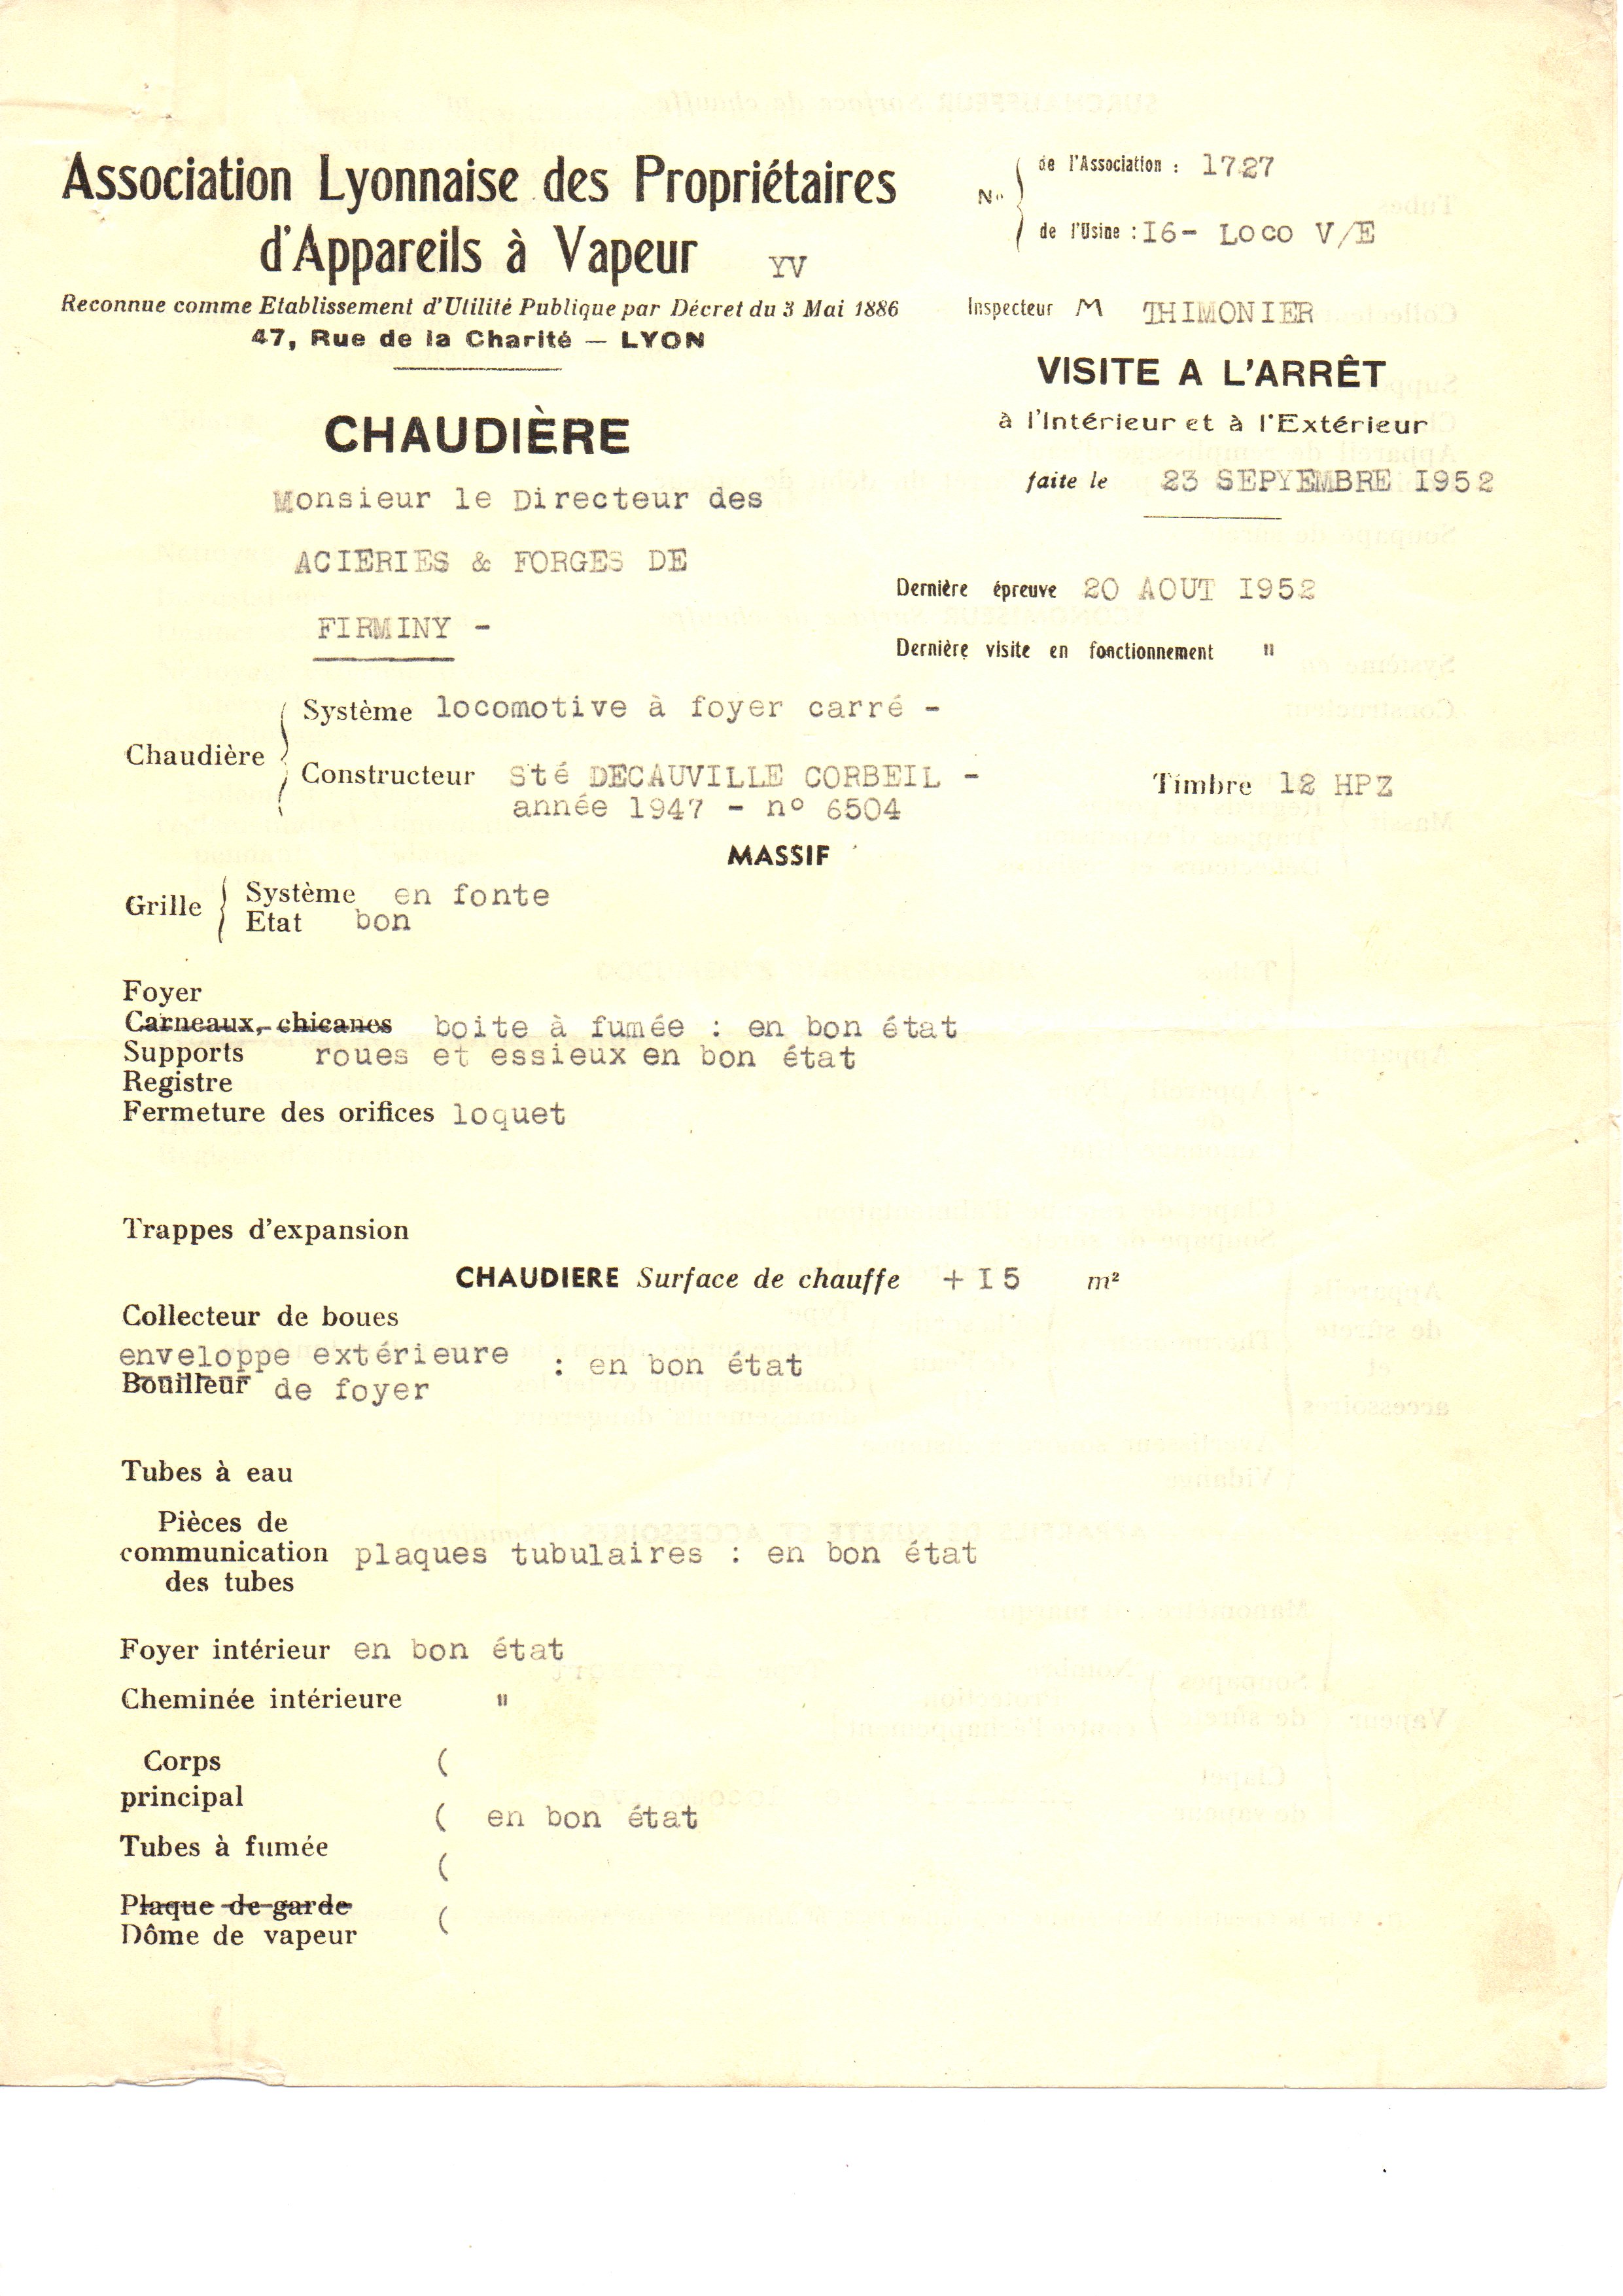 Association Lyonnaise des Propriétaires
d'Appareils à Vapeur YV
Reconnue comme Etablissement d'Utilité Publique par Décret du 3 Mai 1886
47, Rue de la Charité — LYON
N° de l'Association : 1727
de l'Usine : I6- LOCO V/E
Inspecteur M THIMONIER
VISITE A L'ARRÊT
à l'Intérieur et à l'Extérieur
faite le 23 SEPYEMBRE I952
CHAUDIÈRE
Monsieur le Directeur des
ACIERIES & FORGES DE
FIRMINY -
Dernière épreuve 20 AOUT I952
Dernière visite en fonctionnement "
Chaudière
Système locomotive à foyer carré -
Constructeur Sté DECAUVILLE CORBEIL -
année 1947 - n° 6504
Timbre 12 HPZ
MASSIF
Grille
Système en fonte
Etat bon
Foyer
Carneaux, chicanes boite à fumée : en bon état
Supports roues et essieux en bon état
Registre
Fermeture des orifices loquet
Trappes d'expansion
CHAUDIERE Surface de chauffe + I5 m²
Collecteur de boues
enveloppe extérieure : en bon état
Bouilleur de foyer
Tubes à eau
Pièces de
communication plaques tubulaires : en bon état
des tubes
Foyer intérieur en bon état
Cheminée intérieure "
Corps (
principal
( en bon état
Tubes à fumée
(
Plaque de garde
(
Dôme de vapeur